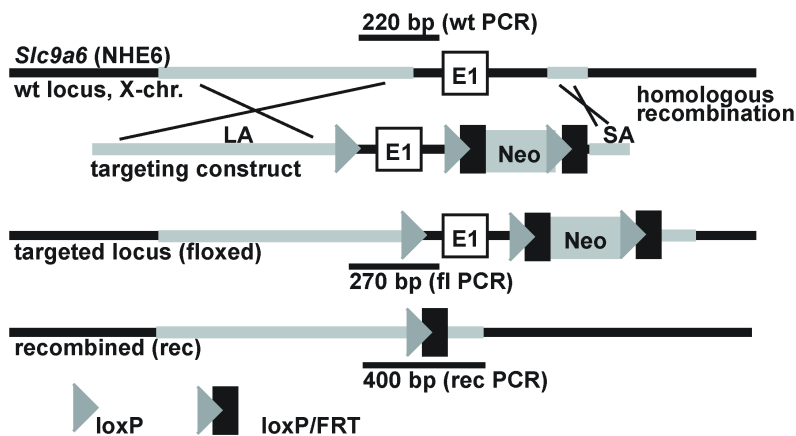 220 bp (wt PCR)
Slc9a6 (NHE6)
E1
wt locus, X-chr.
homologous
recombination
LA
SA
E1
Neo
targeting construct
E1
Neo
targeted locus (floxed)
270 bp (fl PCR)
recombined (rec)
400 bp (rec PCR)
loxP
loxP/FRT